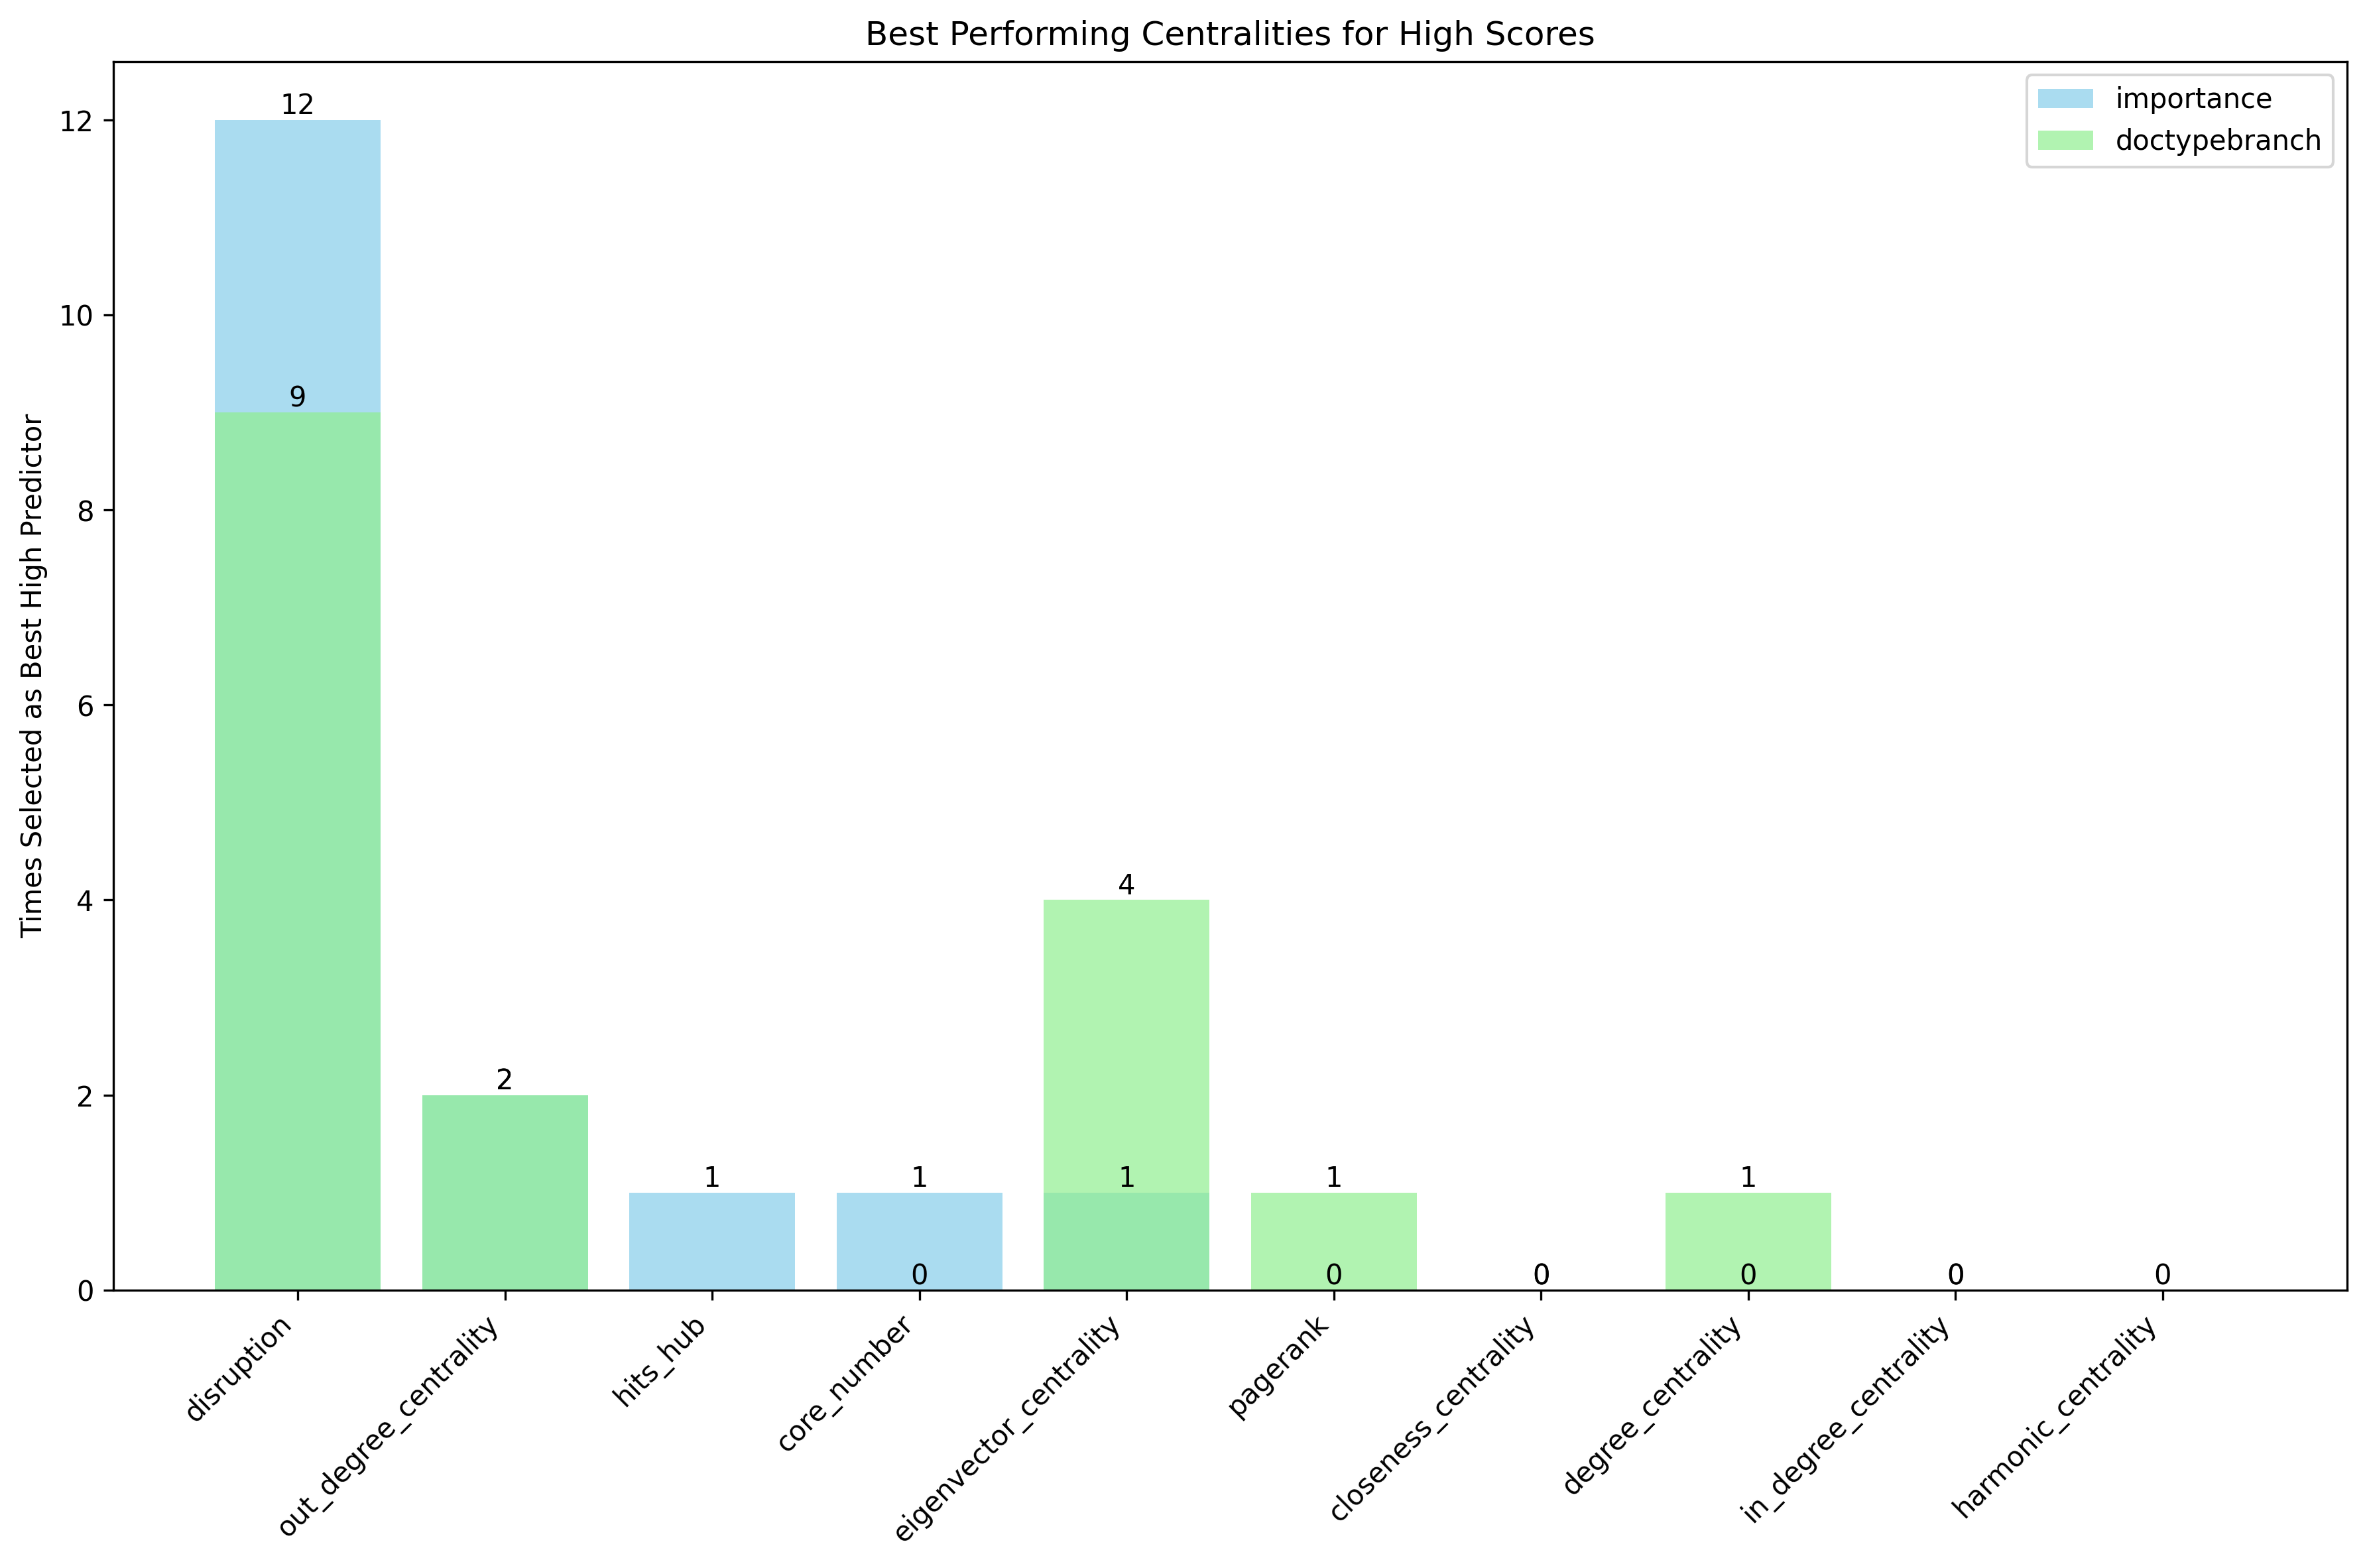 Best Performing Centralities for High Scores
importance
doctypebranch
Times Selected as Best High Predictor
12
10
8
6
4
2
0
12
9
2
1
1
0
4
1
1
0
0
1
0
0
0
disruption
out_degree_centrality
hits_hub
core_number
eigenvector_centrality
pagerank
closeness_centrality
degree_centrality
in_degree_centrality
harmonic_centrality